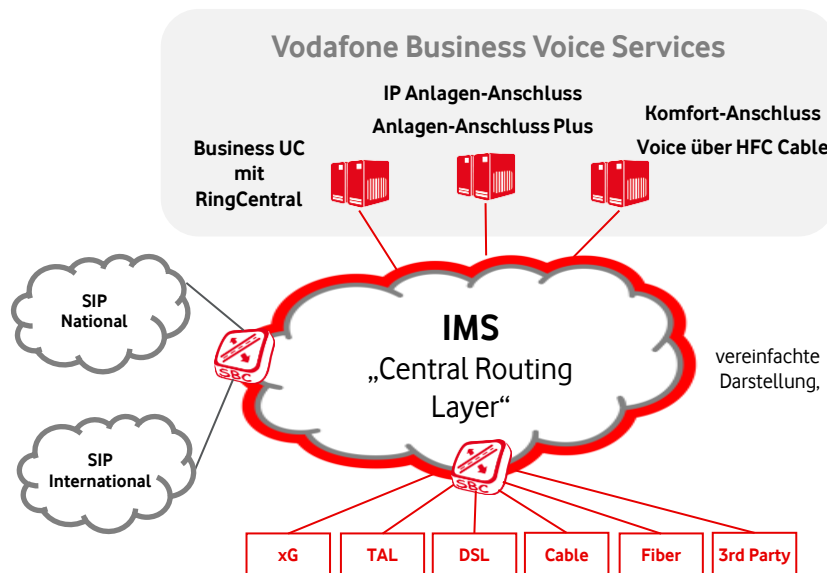 Vodafone Business Voice Services
IP Anlagen-Anschluss
Anlagen-Anschluss Plus
Komfort-Anschluss
Voice über HFC Cable
Business UC
mit
RingCentral
SIP
National
SBC
IMS
„Central Routing
Layer“
vereinfachte
Darstellung,
SIP
International
SBC
xG
TAL
DSL
Cable
Fiber
3rd Party